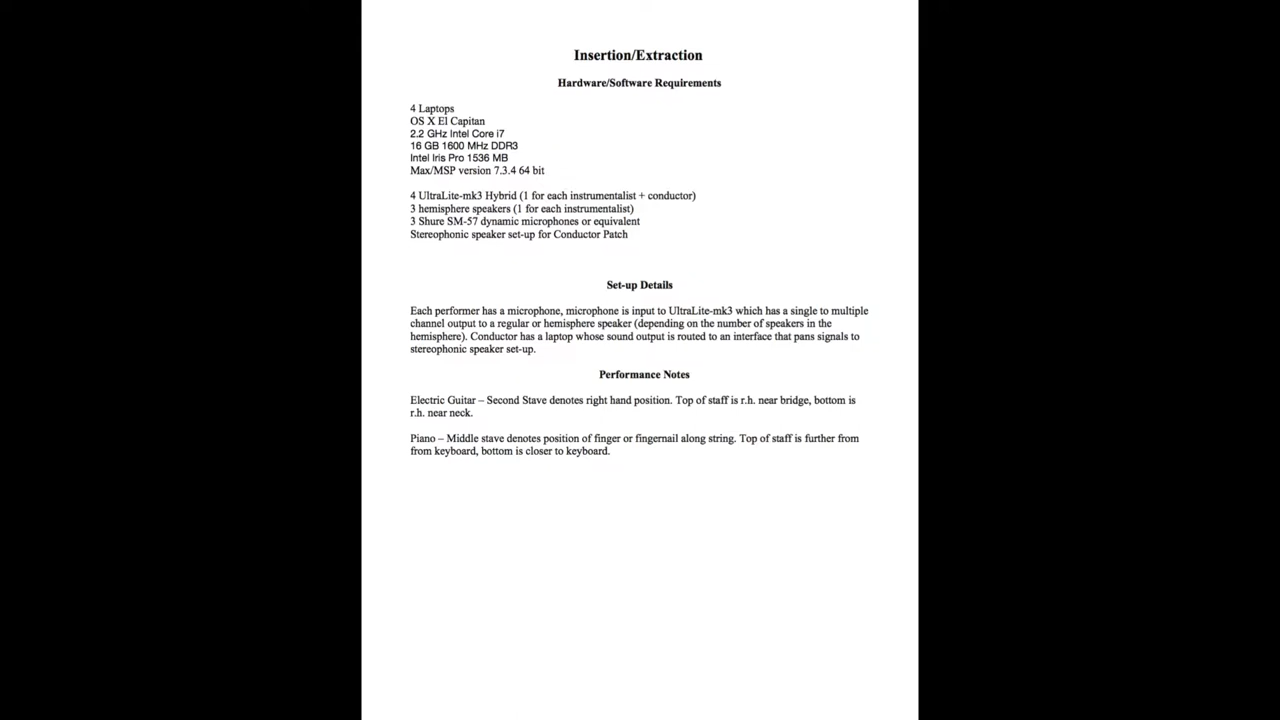 Insertion/Extraction
Hardware/Software Requirements
4 Laptops
OS X El Capitan
2.2 GHz Intel Core i7
16 GB 1600 MHz DDR3
Intel Iris Pro 1536 MB
Max/MSP version 7.3.4 64 bit
4 UltraLite-mk3 Hybrid (1 for each instrumentalist + conductor)
3 hemisphere speakers (1 for each instrumentalist)
3 Shure SM-57 dynamic microphones or equivalent
Stereophonic speaker set-up for Conductor Patch
Set-up Details
Each performer has a microphone, microphone is input to UltraLite-mk3 which has a single to multiple
channel output to a regular or hemisphere speaker (depending on the number of speakers in the
hemisphere). Conductor has a laptop whose sound output is routed to an interface that pans signals to
stereophonic speaker set-up.
Performance Notes
Electric Guitar – Second Stave denotes right hand position. Top of staff is r.h. near bridge, bottom is
r.h. near neck.
Piano – Middle stave denotes position of finger or fingernail along string. Top of staff is further from
from keyboard, bottom is closer to keyboard.